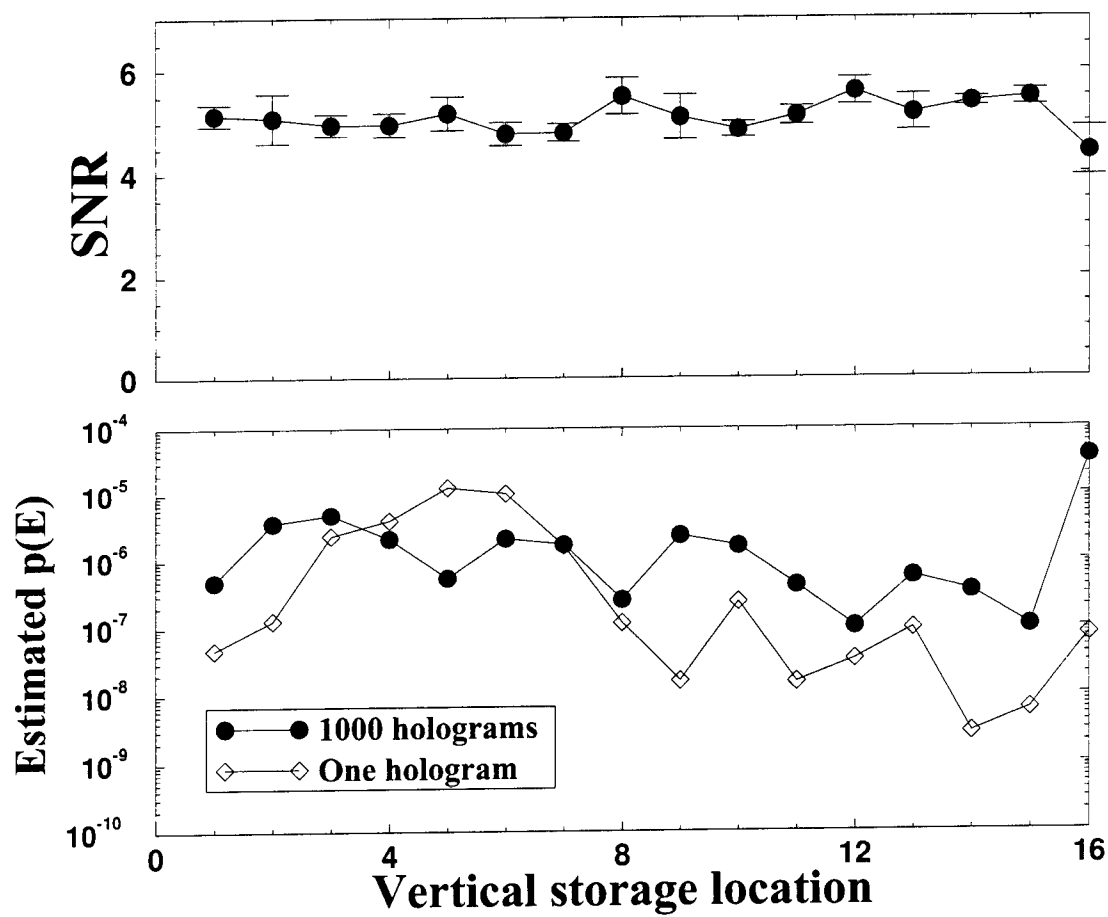 6
4
2
0
SNR
10-4
10-5
10-6
10-7
10-8
10-9
10-10
Estimated p(E)
1000 holograms
One hologram
0 4 8 12 16
Vertical storage location